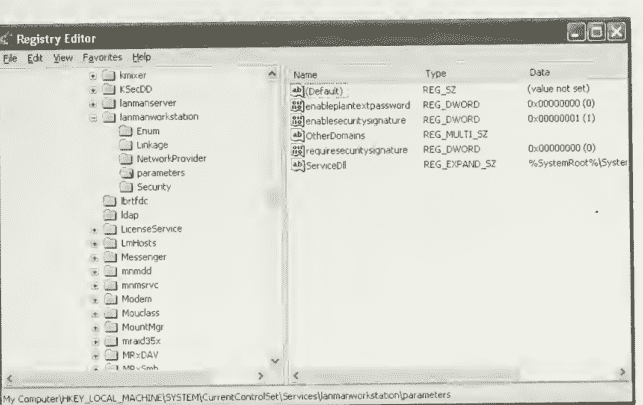 Registry Editor
File Edit View Favorites Help
kmixer
KSecDD
lanmanserver
lanmanworkstation
Enum
Linkage
NetworkProvider
parameters
Security
lbrtfdc
ldap
LicenseService
LmHosts
Messenger
mnmdd
mnmsrvc
Modem
Mouclass
MountMgr
mraid35x
MRxDAV
MRxSmb
Name Type Data
(Default) REG_SZ (value not set)
enableplaintextpassword REG_DWORD 0x00000000 (0)
enablesecuritysignature REG_DWORD 0x00000001 (1)
OtherDomains REG_MULTI_SZ
requiresecuritysignature REG_DWORD 0x00000000 (0)
ServiceDll REG_EXPAND_SZ %SystemRoot%\System
My Computer\HKEY_LOCAL_MACHINE\SYSTEM\CurrentControlSet\Services\lanmanworkstation\parameters